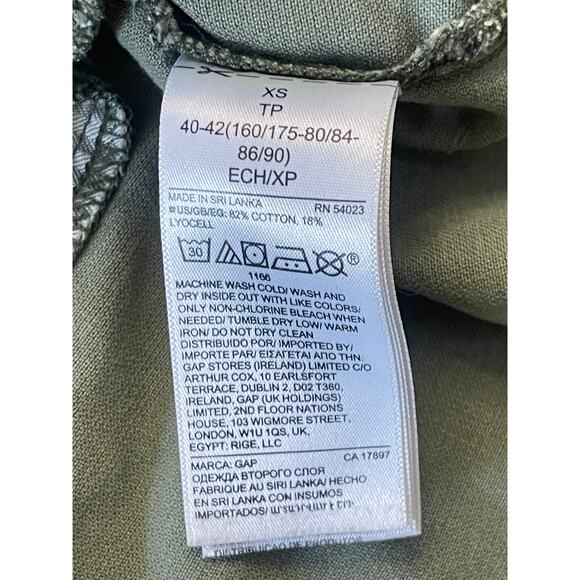 XS
TP
40-42(160/175-80/84-
86/90)
ECH/XP
MADE IN SRI LANKA RN 54023
US/GB/EG: 82% COTTON, 18%
LYOCELL
30 ®
1166
MACHINE WASH COLD/ WASH AND
DRY INSIDE OUT WITH LIKE COLORS/
ONLY NON-CHLORINE BLEACH WHEN
NEEDED/ TUMBLE DRY LOW/ WARM
IRON/ DO NOT DRY CLEAN
DISTRIBUIDO POR/
IMPORTE PAR/ ΕΙΣΑΓΕΤΑΙ ΑΠΟ ΤΗΝ:
GAP STORES (IRELAND) LIMITED C/O
ARTHUR COX, 10 EARLSFORT
TERRACE, DUBLIN 2, D02 T380,
IRELAND, GAP (UK HOLDINGS)
LIMITED, 2ND FLOOR NATIONS
HOUSE, 103 WIGMORE STREET,
LONDON, W1U 1QS, UK,
EGYPT: RIGE, LLC
MARCA: GAP CA 17897
ОДЕЖДА ВТОРОГО СЛОЯ
FABRIQUE AU SIRI LANKA/ HECHO
EN SRI LANKA CON INSUMOS
IMPORTADOS/
DISTRIBUICAO DE PRODUTOS